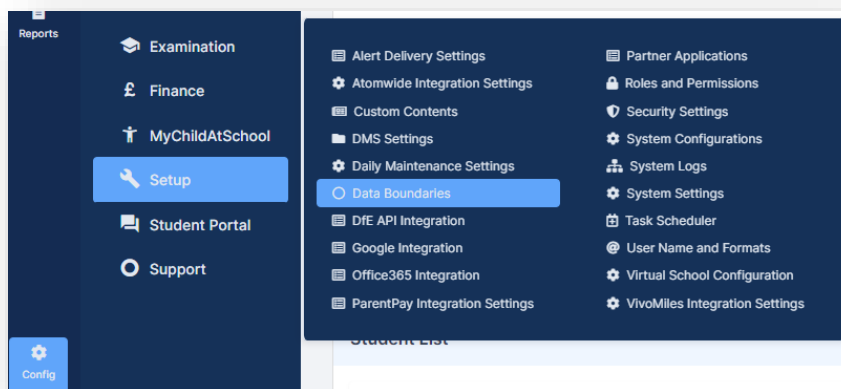 Reports
Examination
Finance
MyChildAtSchool
Setup
Student Portal
Support
Config
Alert Delivery Settings
Atomwide Integration Settings
Custom Contents
DMS Settings
Daily Maintenance Settings
Data Boundaries
DfE API Integration
Google Integration
Office365 Integration
ParentPay Integration Settings
Partner Applications
Roles and Permissions
Security Settings
System Configurations
System Logs
System Settings
Task Scheduler
User Name and Formats
Virtual School Configuration
VivoMiles Integration Settings
Student List